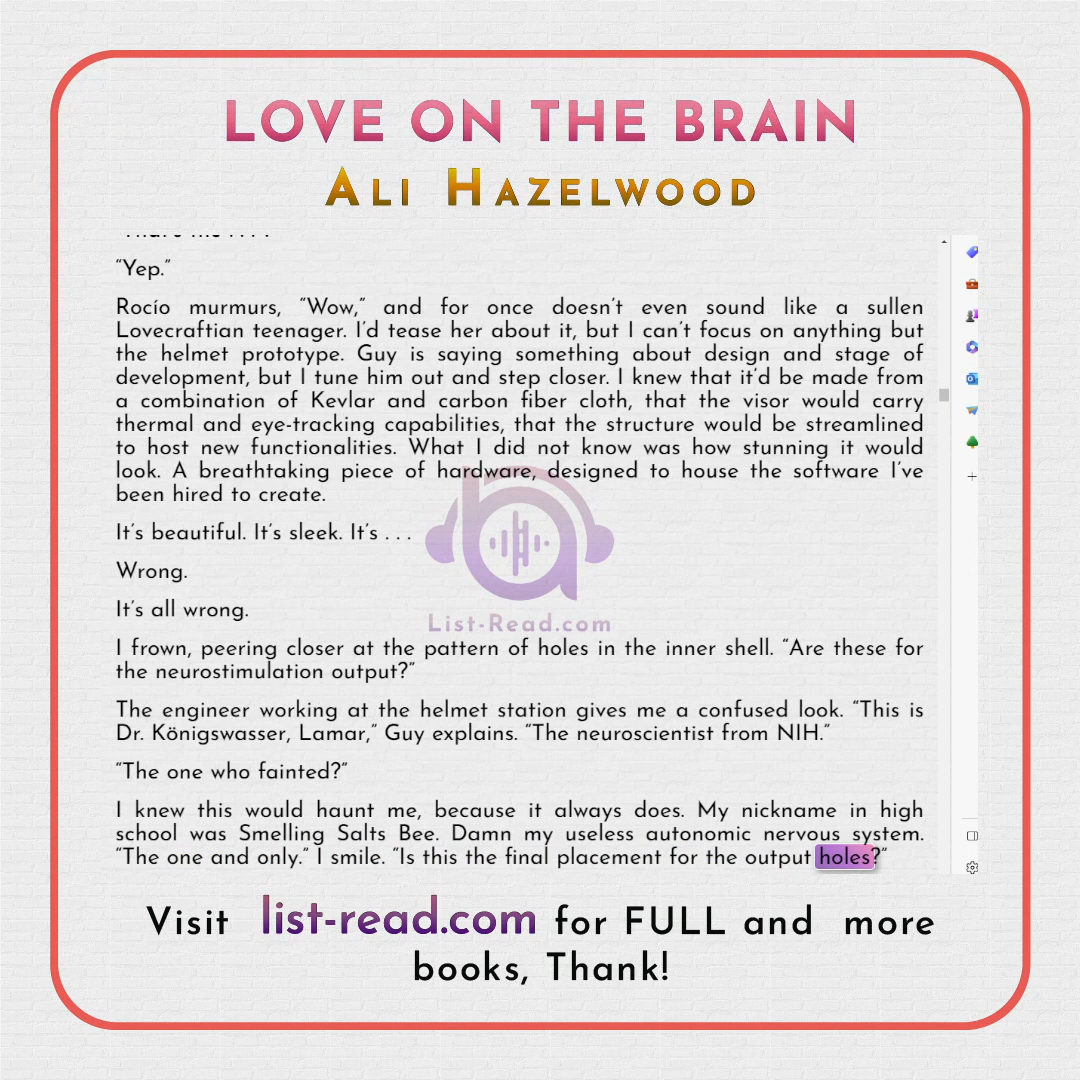 LOVE ON THE BRAIN
ALI HAZELWOOD
“Yep.”
Rocío murmurs, “Wow,” and for once doesn’t even sound like a sullen
Lovecraftian teenager. I’d tease her about it, but I can’t focus on anything but
the helmet prototype. Guy is saying something about design and stage of
development, but I tune him out and step closer. I knew that it’d be made from
a combination of Kevlar and carbon fiber cloth, that the visor would carry
thermal and eye-tracking capabilities, that the structure would be streamlined
to host new functionalities. What I did not know was how stunning it would
look. A breathtaking piece of hardware, designed to house the software I’ve
been hired to create.
It’s beautiful. It’s sleek. It’s . . .
Wrong.
It’s all wrong.
List-Read.com
I frown, peering closer at the pattern of holes in the inner shell. “Are these for
the neurostimulation output?”
The engineer working at the helmet station gives me a confused look. “This is
Dr. Königswasser, Lamar,” Guy explains. “The neuroscientist from NIH.”
“The one who fainted?”
I knew this would haunt me, because it always does. My nickname in high
school was Smelling Salts Bee. Damn my useless autonomic nervous system.
“The one and only.” I smile. “Is this the final placement for the output holes?”
Visit list-read.com for FULL and more
books, Thank!